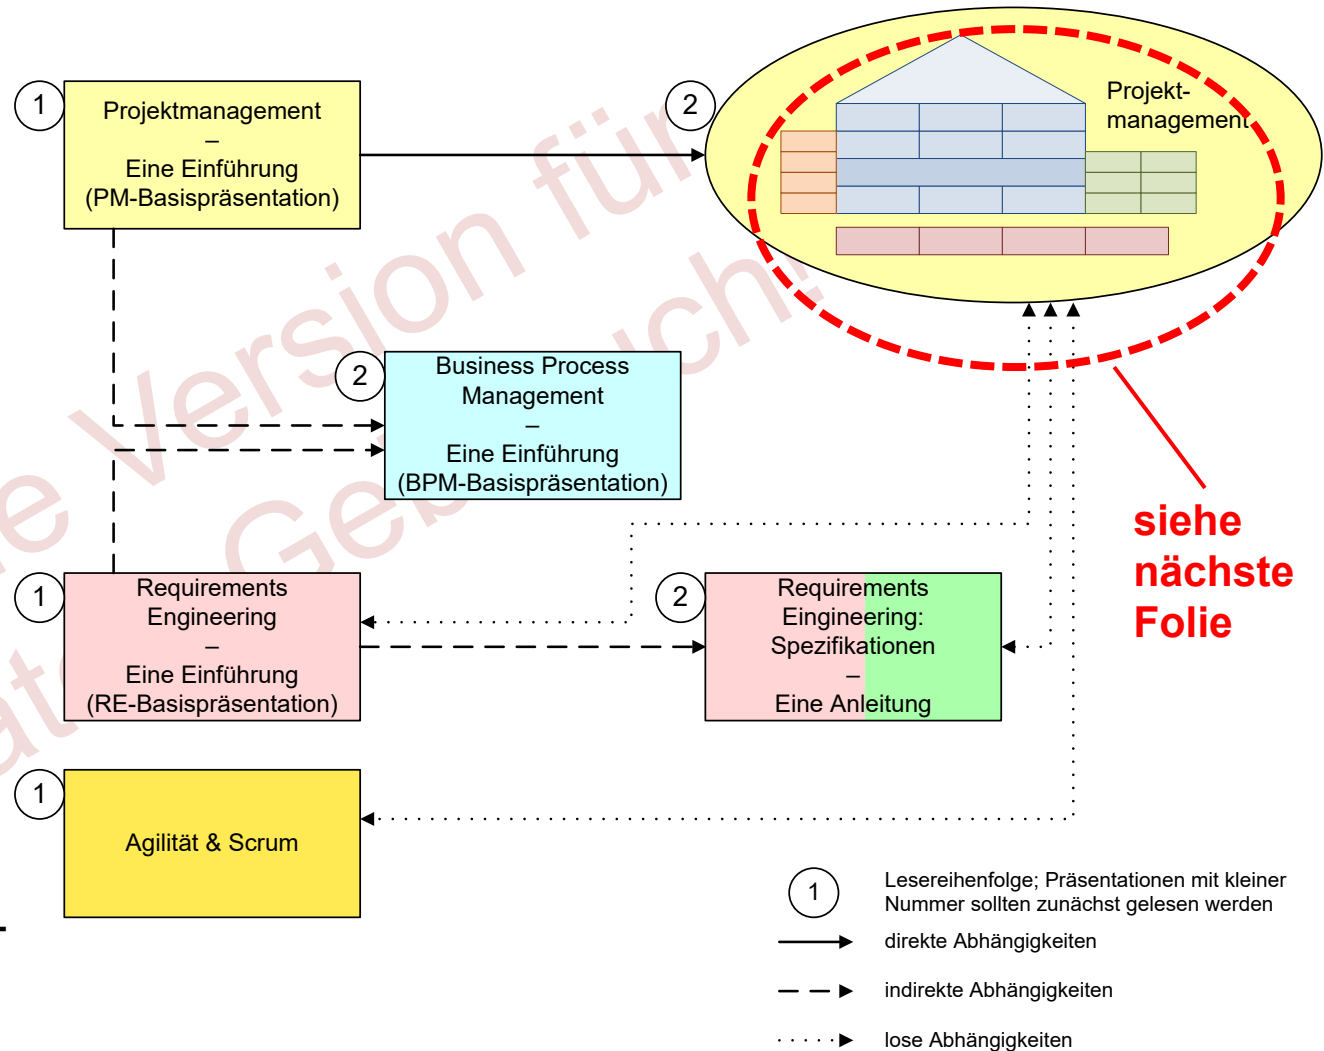 1
Projektmanagement
–
Eine Einführung
(PM-Basispräsentation)
2
Projekt-
management
2
Business Process
Management
–
Eine Einführung
(BPM-Basispräsentation)
siehe
nächste
Folie
1
Requirements
Engineering
–
Eine Einführung
(RE-Basispräsentation)
2
Requirements
Eingineering:
Spezifikationen
–
Eine Anleitung
1
Agilität & Scrum
1
Lesereihenfolge; Präsentationen mit kleiner
Nummer sollten zunächst gelesen werden
direkte Abhängigkeiten
indirekte Abhängigkeiten
lose Abhängigkeiten
Version für